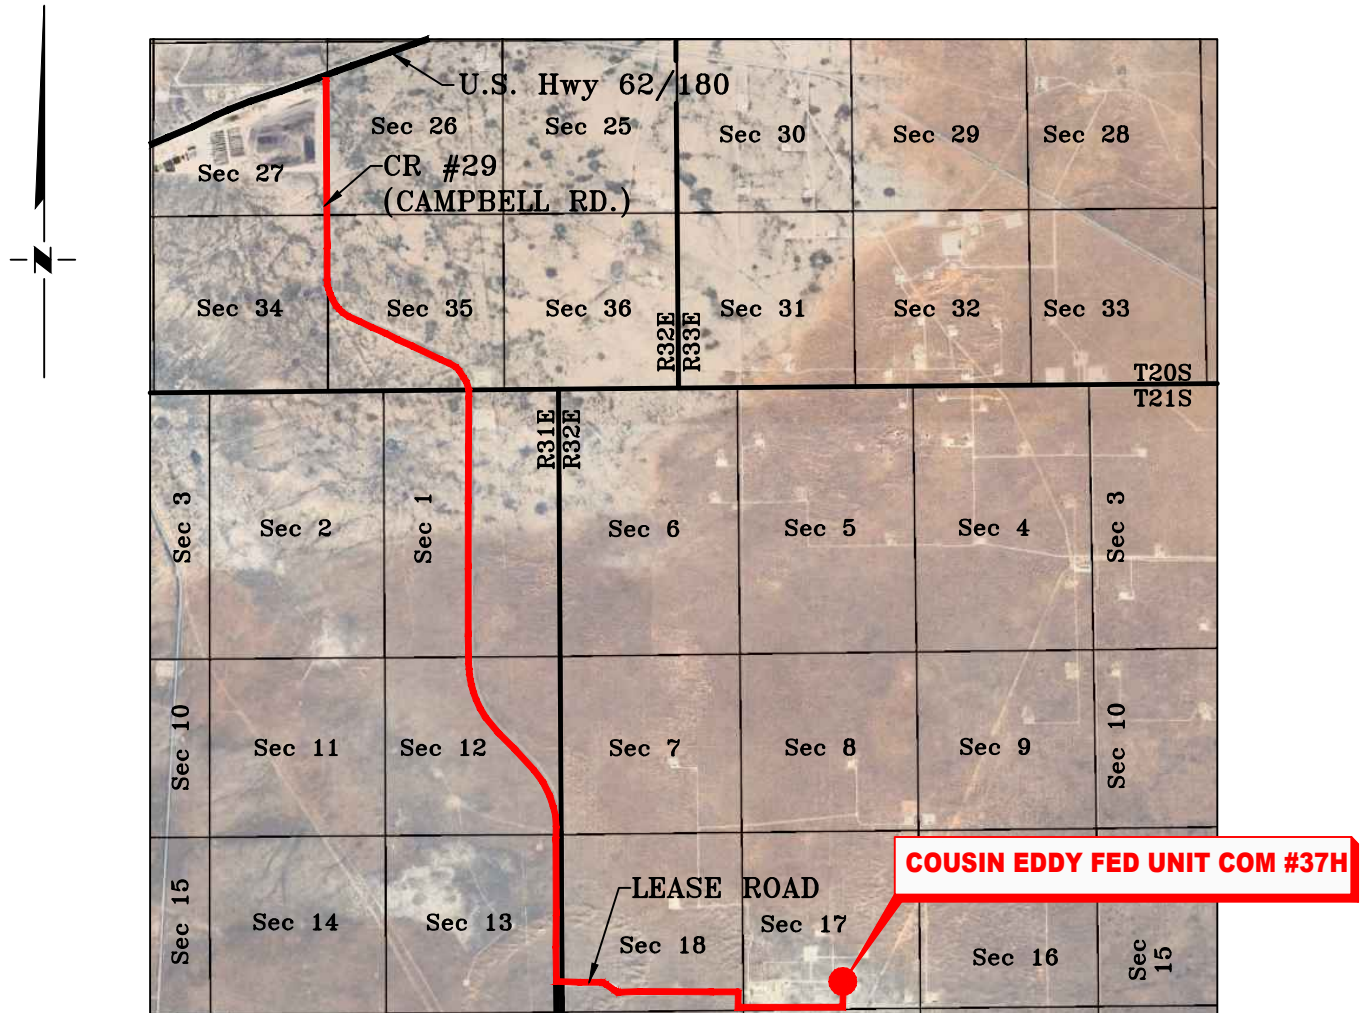 U.S. Hwy 62/180
Sec 26
Sec 25
Sec 30
Sec 29
Sec 28
Sec 27
CR #29
(CAMPBELL RD.)
N
Sec 34
Sec 35
Sec 36
Sec 31
Sec 32
Sec 33
R32E
R33E
T20S
T21S
R31E
R32E
Sec 3
Sec 2
Sec 1
Sec 6
Sec 5
Sec 4
Sec 3
Sec 10
Sec 11
Sec 12
Sec 7
Sec 8
Sec 9
Sec 10
COUSIN EDDY FED UNIT COM #37H
LEASE ROAD
Sec 15
Sec 14
Sec 13
Sec 18
Sec 17
Sec 16
Sec
15